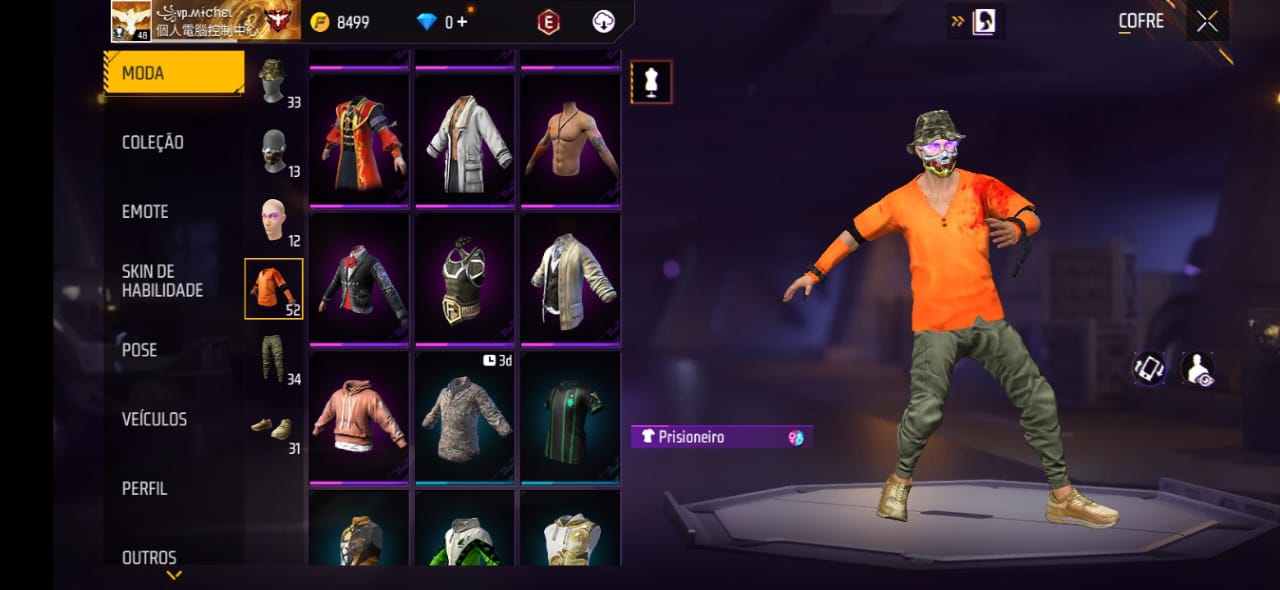 ꧁vp.Mičhєℓ
個人電腦控制中心
48
8499
0+
E
COFRE
MODA
COLEÇÃO
EMOTE
SKIN DE
HABILIDADE
POSE
VEÍCULOS
PERFIL
OUTROS
33
13
12
52
34
31
3d
Prisioneiro